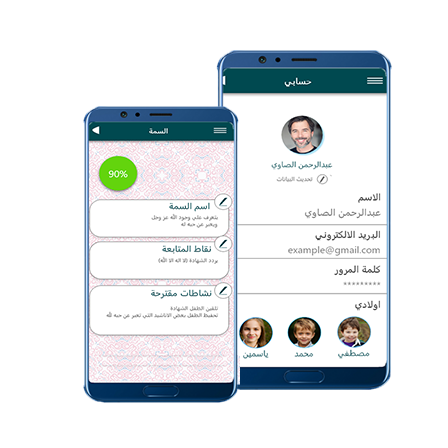 حسابي
عبدالرحمن الصاوي
تحديث البيانات
الاسم
عبدالرحمن الصاوي
البريد الالكتروني
example@gmail.com
كلمة المرور
*********
اولادي
مصطفي
محمد
ياسمين
السمة
90%
اسم السمة
يتعرف علي وجود الله عز وجل
ويعبر عن حبه له
نقاط المتابعة
يردد الشهادة (لا اله الا الله)
نشاطات مقترحة
تلقين الطفل الشهادة
تحفيظ الطفل بعض الاناشيد التي تعبر عن حبه لله